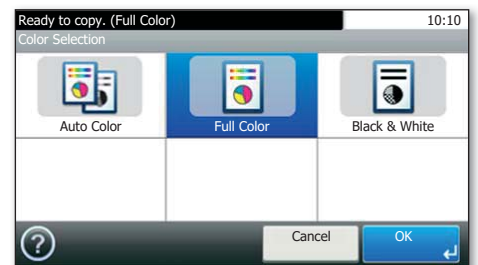 Ready to copy. (Full Color) 10:10
Color Selection
Auto Color Full Color Black & White
?
Cancel OK